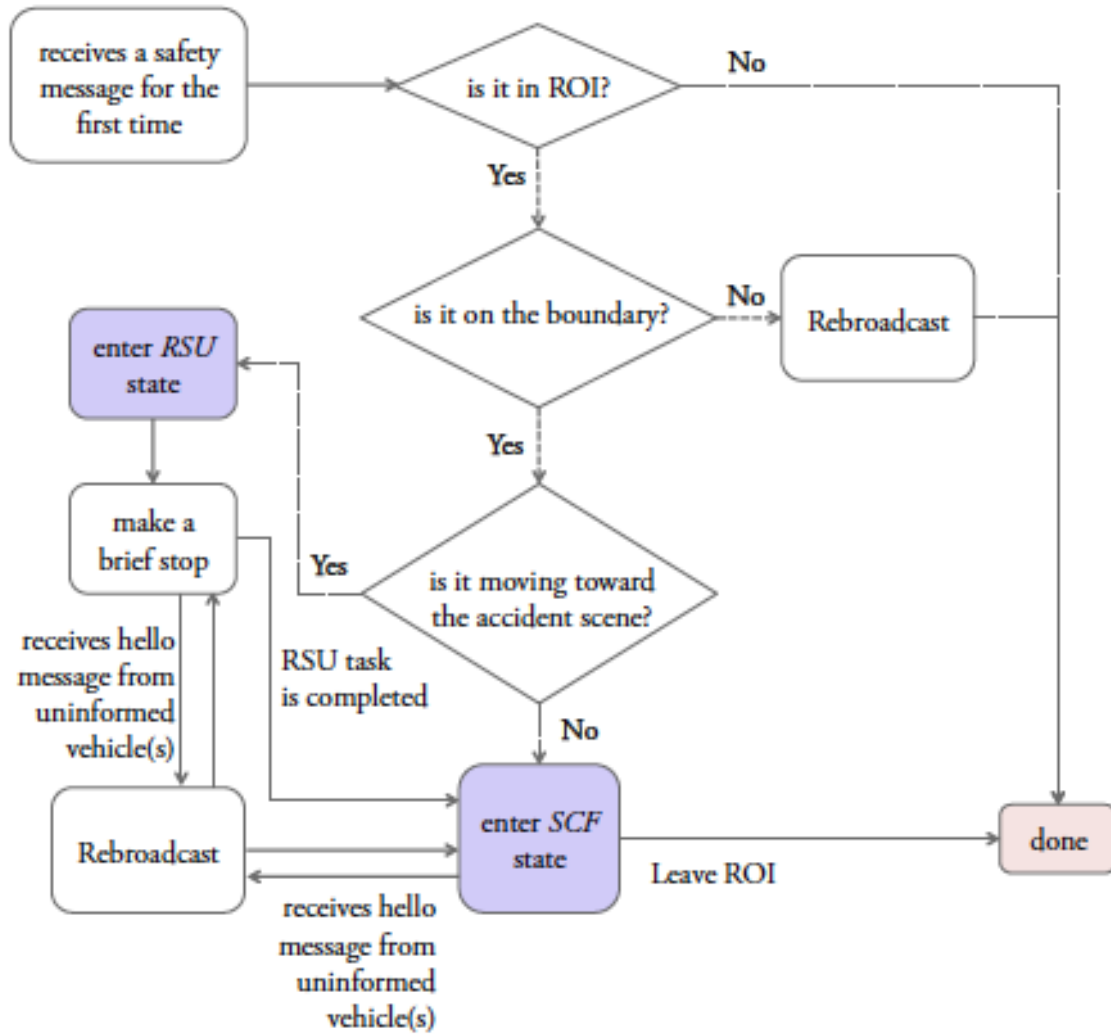 receives a safety
message for the
first time
is it in ROI?
No
Yes
is it on the boundary?
No
Rebroadcast
enter RSU
state
Yes
make a
brief stop
Yes
is it moving toward
the accident scene?
receives hello
message from
uninformed
vehicle(s)
RSU task
is completed
No
Rebroadcast
enter SCF
state
done
Leave ROI
receives hello
message from
uninformed
vehicle(s)